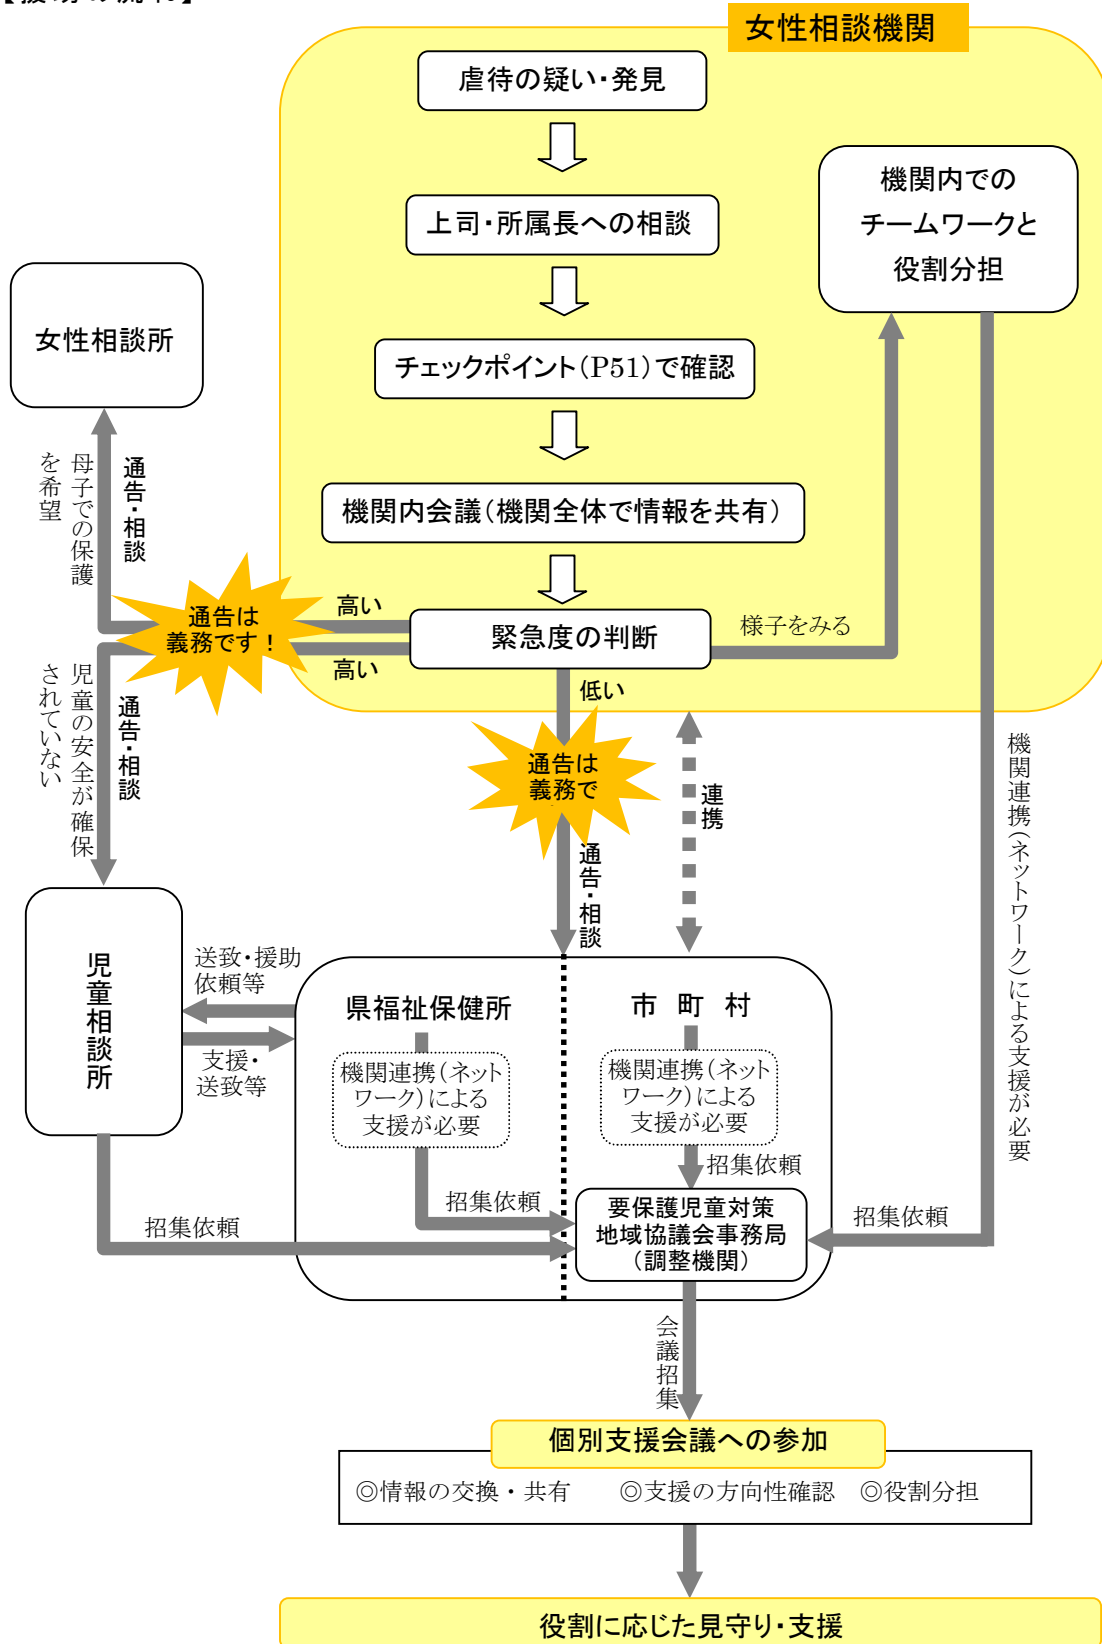 【援助の流れ】
女性相談機関
虐待の疑い・発見
上司・所属長への相談
チェックポイント(P51)で確認
機関内会議(機関全体で情報を共有)
緊急度の判断
機関内での
チームワークと
役割分担
様子をみる
高い
高い
低い
通告は
義務です！
女性相談所
通告・相談
母子での保護
を希望
通告・相談
児童の安全が確保
されていない
通告は
義務で
通告・相談
連携
機関連携(ネットワーク)による支援が必要
児童相談所
送致・援助
依頼等
支援・
送致等
県福祉保健所
機関連携(ネット
ワーク)による
支援が必要
招集依頼
市　町　村
機関連携(ネット
ワーク)による
支援が必要
招集依頼
要保護児童対策
地域協議会事務局
(調整機関)
招集依頼
招集依頼
会議招集
個別支援会議への参加
◎情報の交換・共有　　◎支援の方向性確認　◎役割分担
役割に応じた見守り・支援